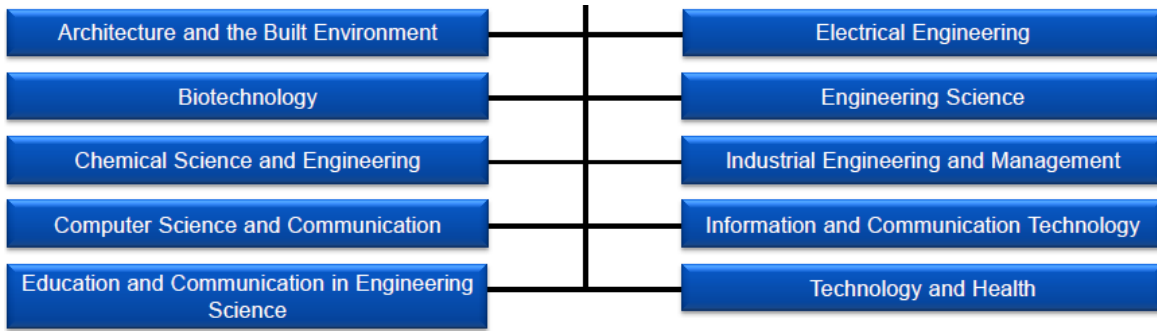 Architecture and the Built Environment
Electrical Engineering
Biotechnology
Engineering Science
Chemical Science and Engineering
Industrial Engineering and Management
Computer Science and Communication
Information and Communication Technology
Education and Communication in Engineering
Science
Technology and Health